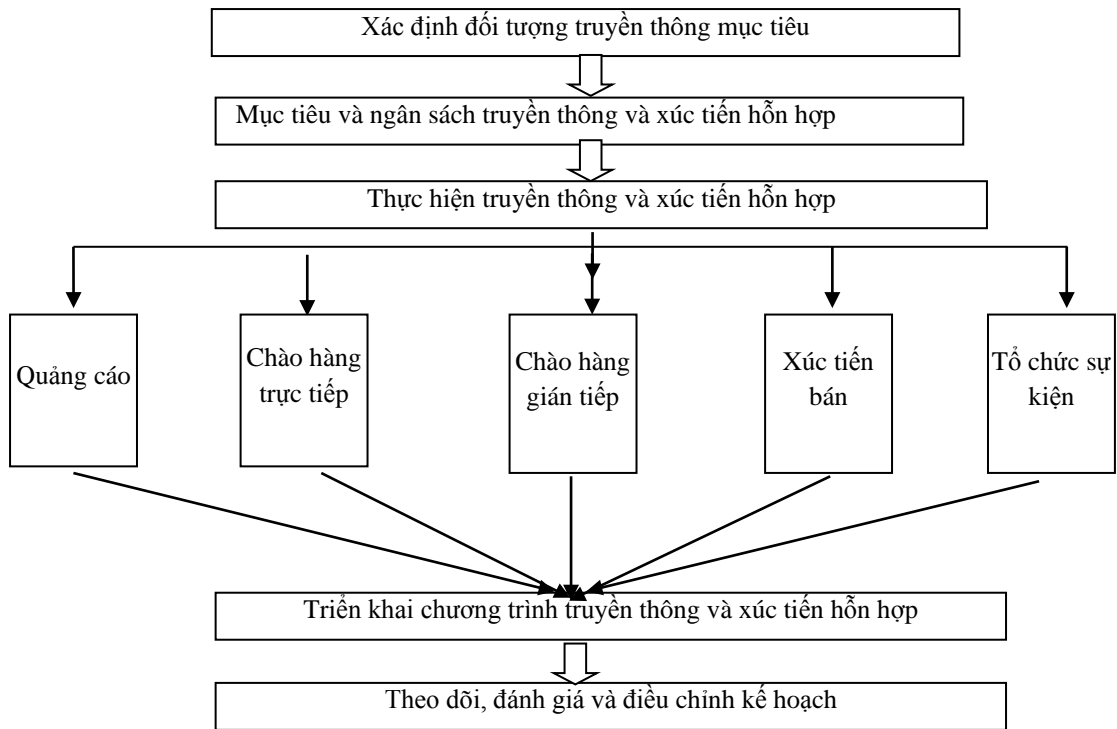 Xác định đối tượng truyền thông mục tiêu
Mục tiêu và ngân sách truyền thông và xúc tiến hỗn hợp
Thực hiện truyền thông và xúc tiến hỗn hợp
Quảng cáo
Chào hàng
trực tiếp
Chào hàng
gián tiếp
Xúc tiến
bán
Tổ chức sự
kiện
Triển khai chương trình truyền thông và xúc tiến hỗn hợp
Theo dõi, đánh giá và điều chỉnh kế hoạch